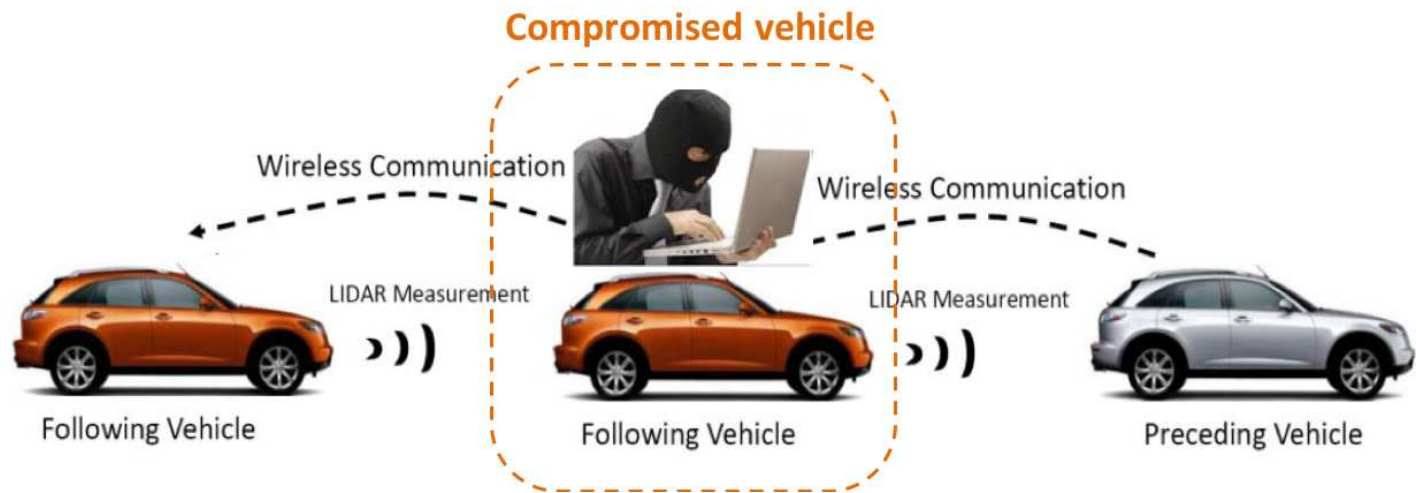 Compromised vehicle
Wireless Communication
Wireless Communication
LIDAR Measurement
LIDAR Measurement
Following Vehicle
Following Vehicle
Preceding Vehicle